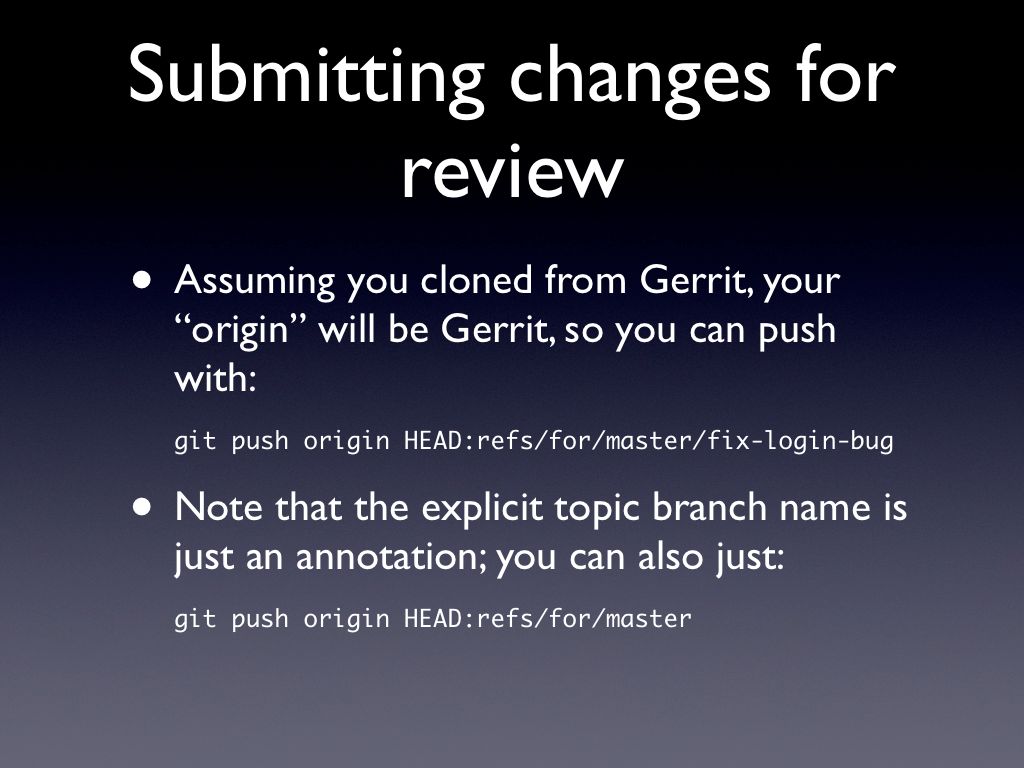 Submitting changes for
review
• Assuming you cloned from Gerrit, your
“origin” will be Gerrit, so you can push
with:
git push origin HEAD:refs/for/master/fix-login-bug
• Note that the explicit topic branch name is
just an annotation; you can also just:
git push origin HEAD:refs/for/master